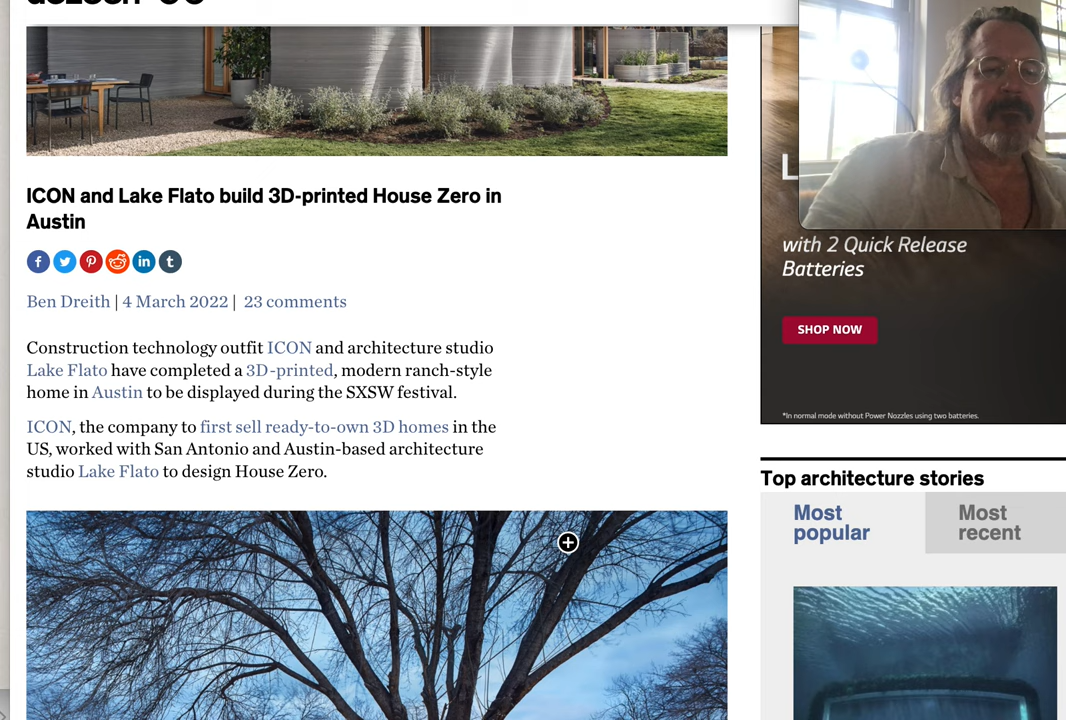 ICON and Lake Flato build 3D-printed House Zero in
Austin
Ben Dreith | 4 March 2022 | 23 comments
Construction technology outfit ICON and architecture studio
Lake Flato have completed a 3D-printed, modern ranch-style
home in Austin to be displayed during the SXSW festival.
ICON, the company to first sell ready-to-own 3D homes in the
US, worked with San Antonio and Austin-based architecture
studio Lake Flato to design House Zero.
L
with 2 Quick Release
Batteries
SHOP NOW
*In normal mode without Power Nozzles using two batteries.
Top architecture stories
Most
popular
Most
recent